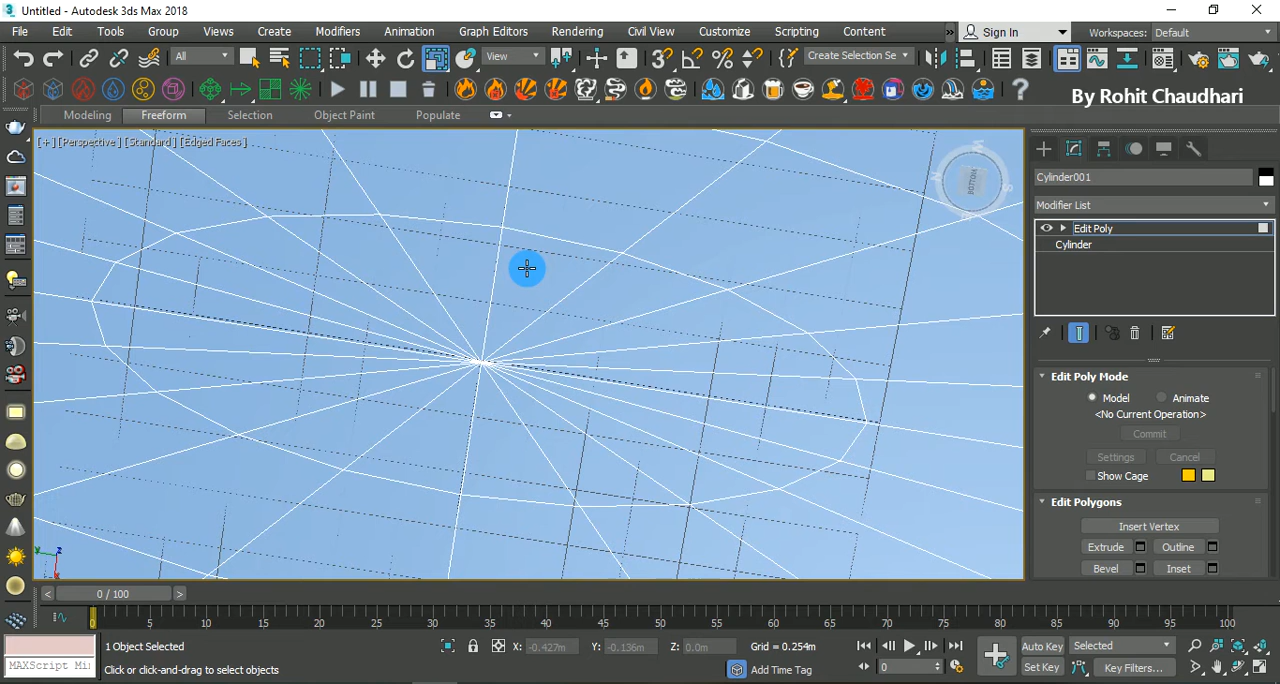 Untitled - Autodesk 3ds Max 2018
File Edit Tools Group Views Create Modifiers Animation Graph Editors Rendering Civil View Customize Scripting Content » Sign In Workspaces: Default
All View Create Selection Se
By Rohit Chaudhari
Modeling Freeform Selection Object Paint Populate
[ + ] [Perspective ] [Standard ] [Edged Faces ]
BOTTOM
Cylinder001
Modifier List
Edit Poly
Cylinder
Edit Poly Mode
Model Animate
<No Current Operation>
Commit
Settings Cancel
Show Cage
Edit Polygons
Insert Vertex
Extrude Outline
Bevel Inset
< 0 / 100 >
0 5 10 15 20 25 30 35 40 45 50 55 60 65 70 75 80 85 90 95 100
1 Object Selected X: -0.427m Y: -0.136m Z: 0.0m Grid = 0.254m Auto Key Selected
MAXScript Mi: Click or click-and-drag to select objects Add Time Tag 0 Set Key Key Filters...